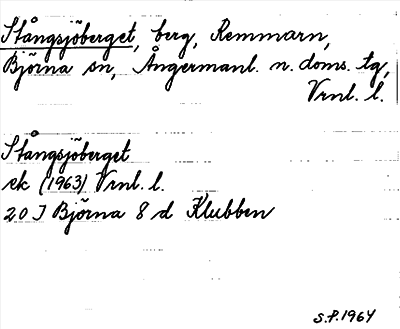 Stångsjöberget, berg, Remmarn,
Björna sn, Ångermanl. n. doms. tg,
Vrnl. l.
Stångsjöberget
ek (1963) Vrnl. l.
20 J Björna 8 d Klubben
S.P. 1964